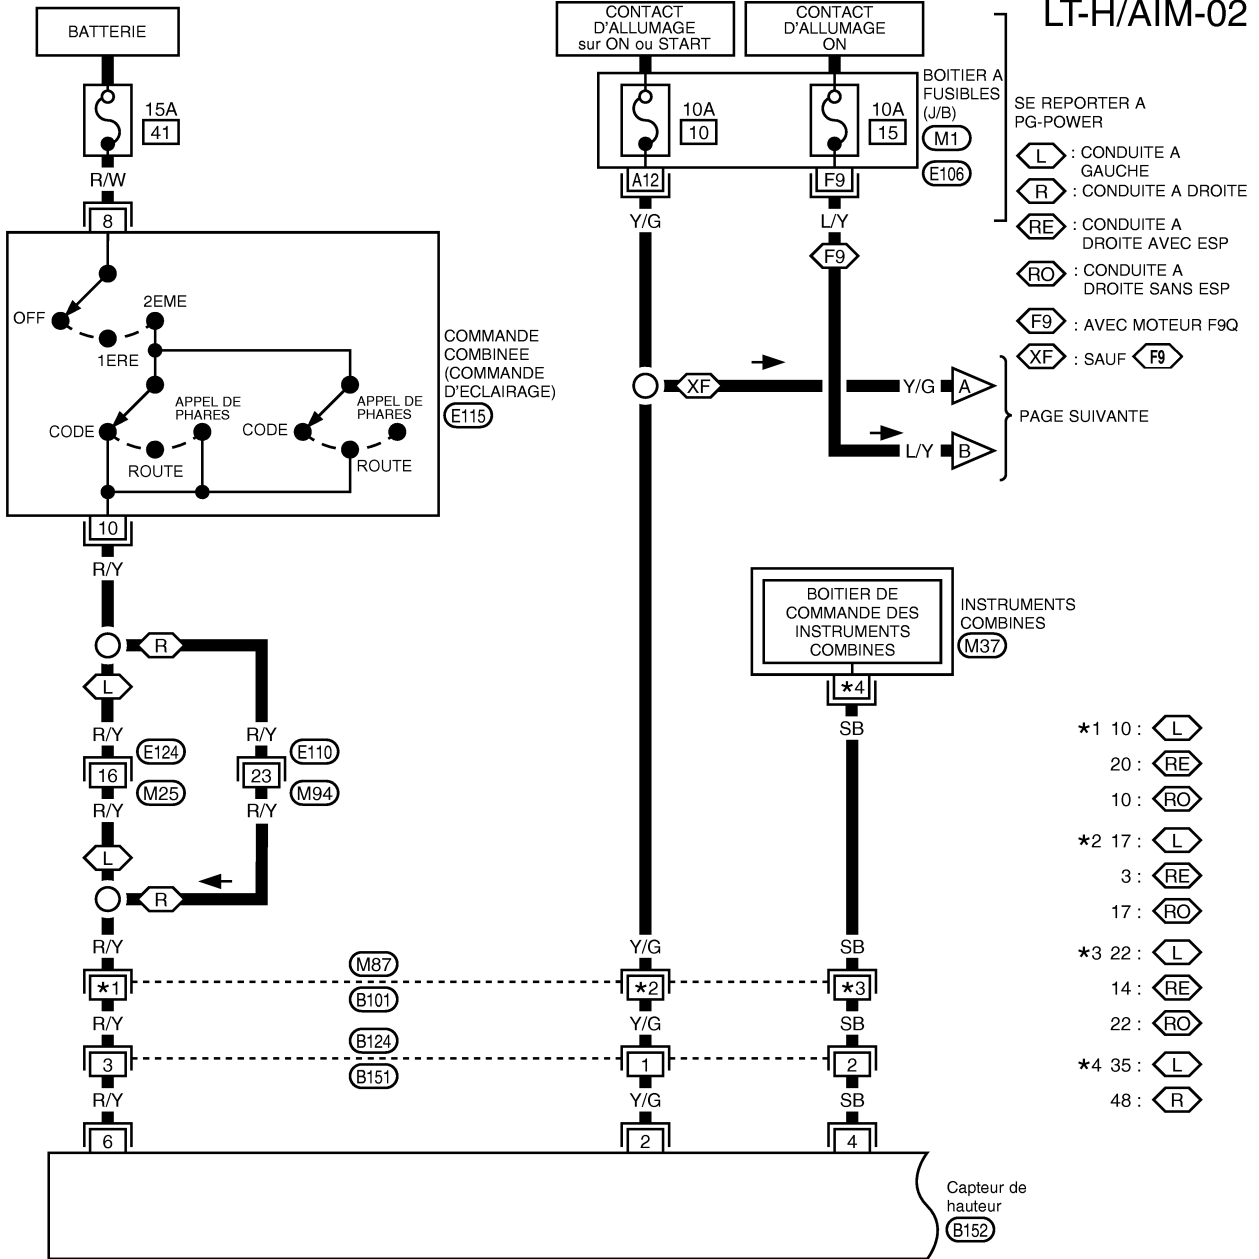 LT-H/AIM-02
BATTERIE
CONTACT
D'ALLUMAGE
sur ON ou START
CONTACT
D'ALLUMAGE
ON
15A
41
10A
10
10A
15
BOITIER A
FUSIBLES
(J/B)
M1
E106
SE REPORTER A
PG-POWER
L : CONDUITE A
GAUCHE
R : CONDUITE A DROITE
RE : CONDUITE A
DROITE AVEC ESP
RO : CONDUITE A
DROITE SANS ESP
F9 : AVEC MOTEUR F9Q
XF : SAUF F9
R/W
8
A12
F9
Y/G
L/Y
F9
OFF
2EME
1ERE
CODE
APPEL DE
PHARES
ROUTE
CODE
APPEL DE
PHARES
ROUTE
COMMANDE
COMBINEE
(COMMANDE
D'ECLAIRAGE)
E115
XF
Y/G
A
L/Y
B
PAGE SUIVANTE
10
R/Y
R
L
R/Y
R/Y
E124
E110
16
23
M25
M94
R/Y
R/Y
L
R
BOITIER DE
COMMANDE DES
INSTRUMENTS
COMBINES
INSTRUMENTS
COMBINES
M37
*4
SB
*1 10 : L
20 : RE
10 : RO
*2 17 : L
3 : RE
17 : RO
*3 22 : L
14 : RE
22 : RO
*4 35 : L
48 : R
R/Y
Y/G
SB
M87
*1
*2
*3
B101
R/Y
Y/G
SB
B124
3
1
2
B151
R/Y
Y/G
SB
6
2
4
Capteur de
hauteur
B152